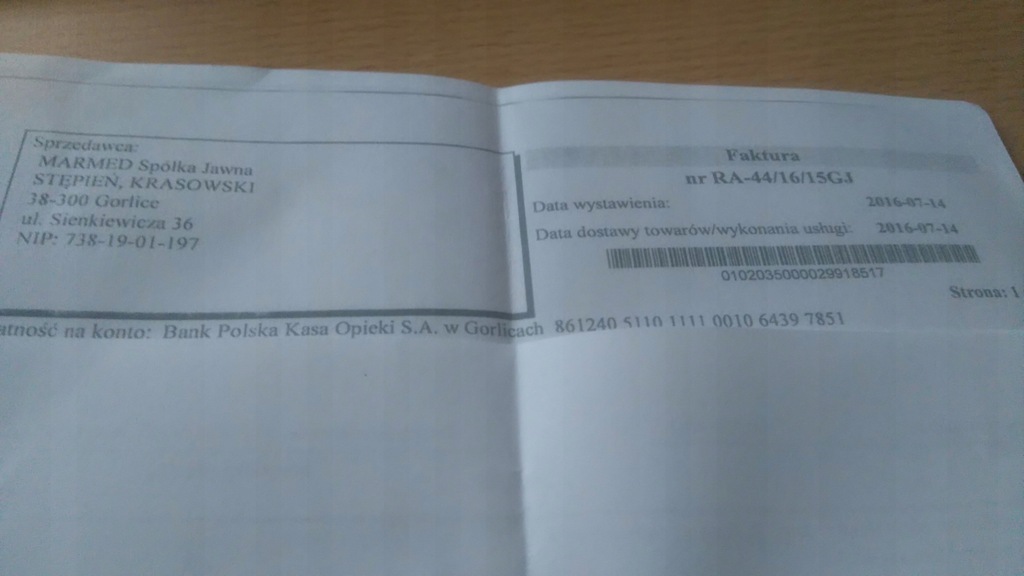 Sprzedawca:
MARMED Spółka Jawna
STĘPIEŃ, KRASOWSKI
38-300 Gorlice
ul. Sienkiewicza 36
NIP: 738-19-01-197
Faktura
nr RA-44/16/15GJ
Data wystawienia: 2016-07-14
Data dostawy towarów/wykonania usługi: 2016-07-14
0102035000029918517
Strona: 1
atność na konto: Bank Polska Kasa Opieki S.A. w Gorlicach 861240 5110 1111 0010 6439 7851